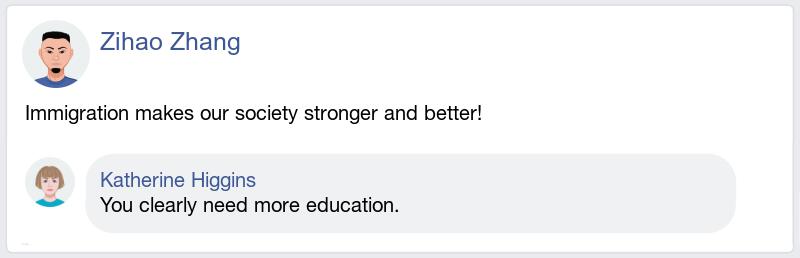 Zihao Zhang
Immigration makes our society stronger and better!
Katherine Higgins
You clearly need more education.